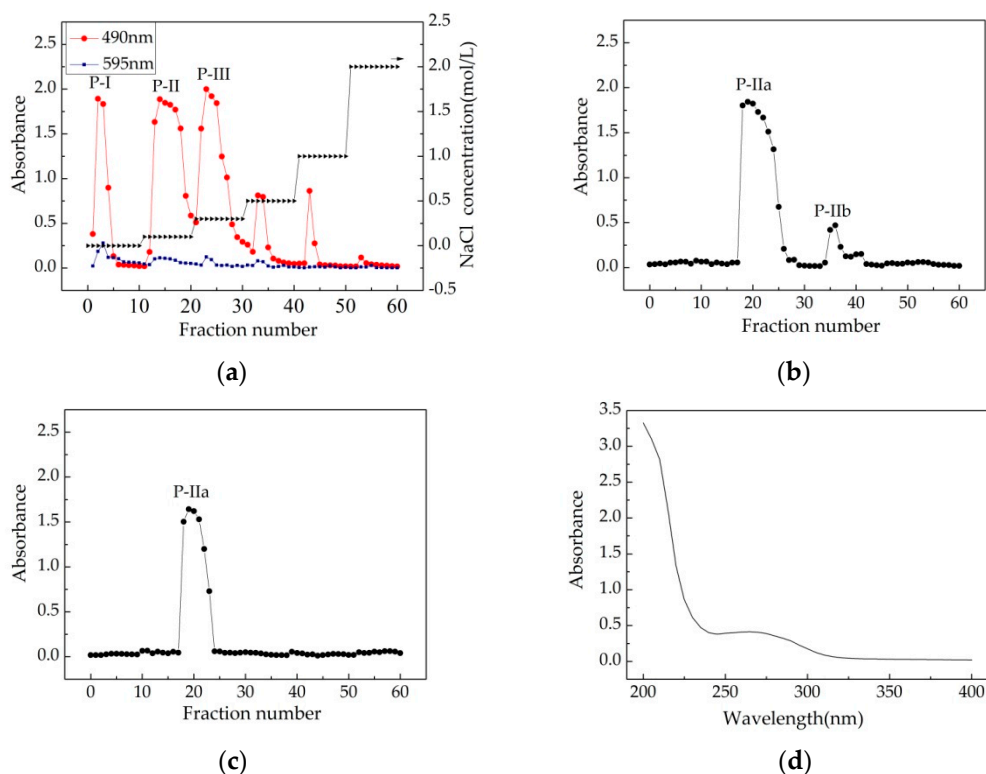 490nm
595nm
P-I
P-II
P-III
2.5
2.0
1.5
1.0
0.5
0.0
Absorbance
2.5
2.0
1.5
1.0
0.5
0.0
-0.5
NaCl concentration(mol/L)
0 10 20 30 40 50 60
Fraction number
(a)
P-IIa
P-IIb
2.5
2.0
1.5
1.0
0.5
0.0
Absorbance
0 10 20 30 40 50 60
Fraction number
(b)
P-IIa
2.5
2.0
1.5
1.0
0.5
0.0
Absorbance
0 10 20 30 40 50 60
Fraction number
(c)
3.5
3.0
2.5
2.0
1.5
1.0
0.5
0.0
Absorbance
200 250 300 350 400
Wavelength(nm)
(d)